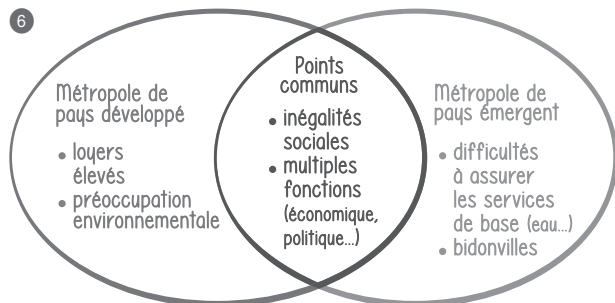 6
Métropole de
pays développé
• loyers
élevés
• préoccupation
environnementale
Points
communs
• inégalités
sociales
• multiples
fonctions
(économique,
politique...)
Métropole de
pays émergent
• difficultés
à assurer
les services
de base (eau...)
• bidonvilles